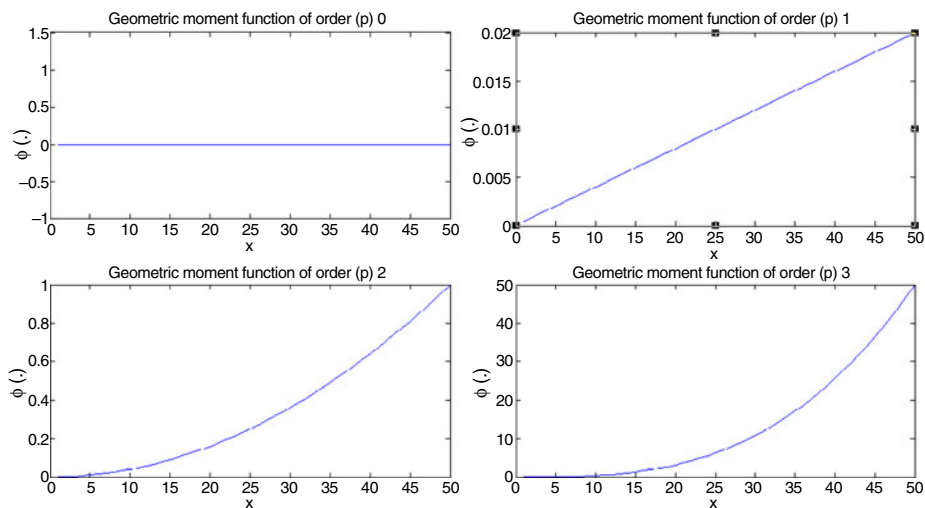 Geometric moment function of order (p) 0
1.5
1
0.5
0
−0.5
−1
ϕ (.)
0 5 10 15 20 25 30 35 40 45 50
x
Geometric moment function of order (p) 1
0.02
0.015
0.01
0.005
0
ϕ (.)
0 5 10 15 20 25 30 35 40 45 50
x
Geometric moment function of order (p) 2
1
0.8
0.6
0.4
0.2
0
ϕ (.)
0 5 10 15 20 25 30 35 40 45 50
x
Geometric moment function of order (p) 3
50
40
30
20
10
0
ϕ (.)
0 5 10 15 20 25 30 35 40 45 50
x